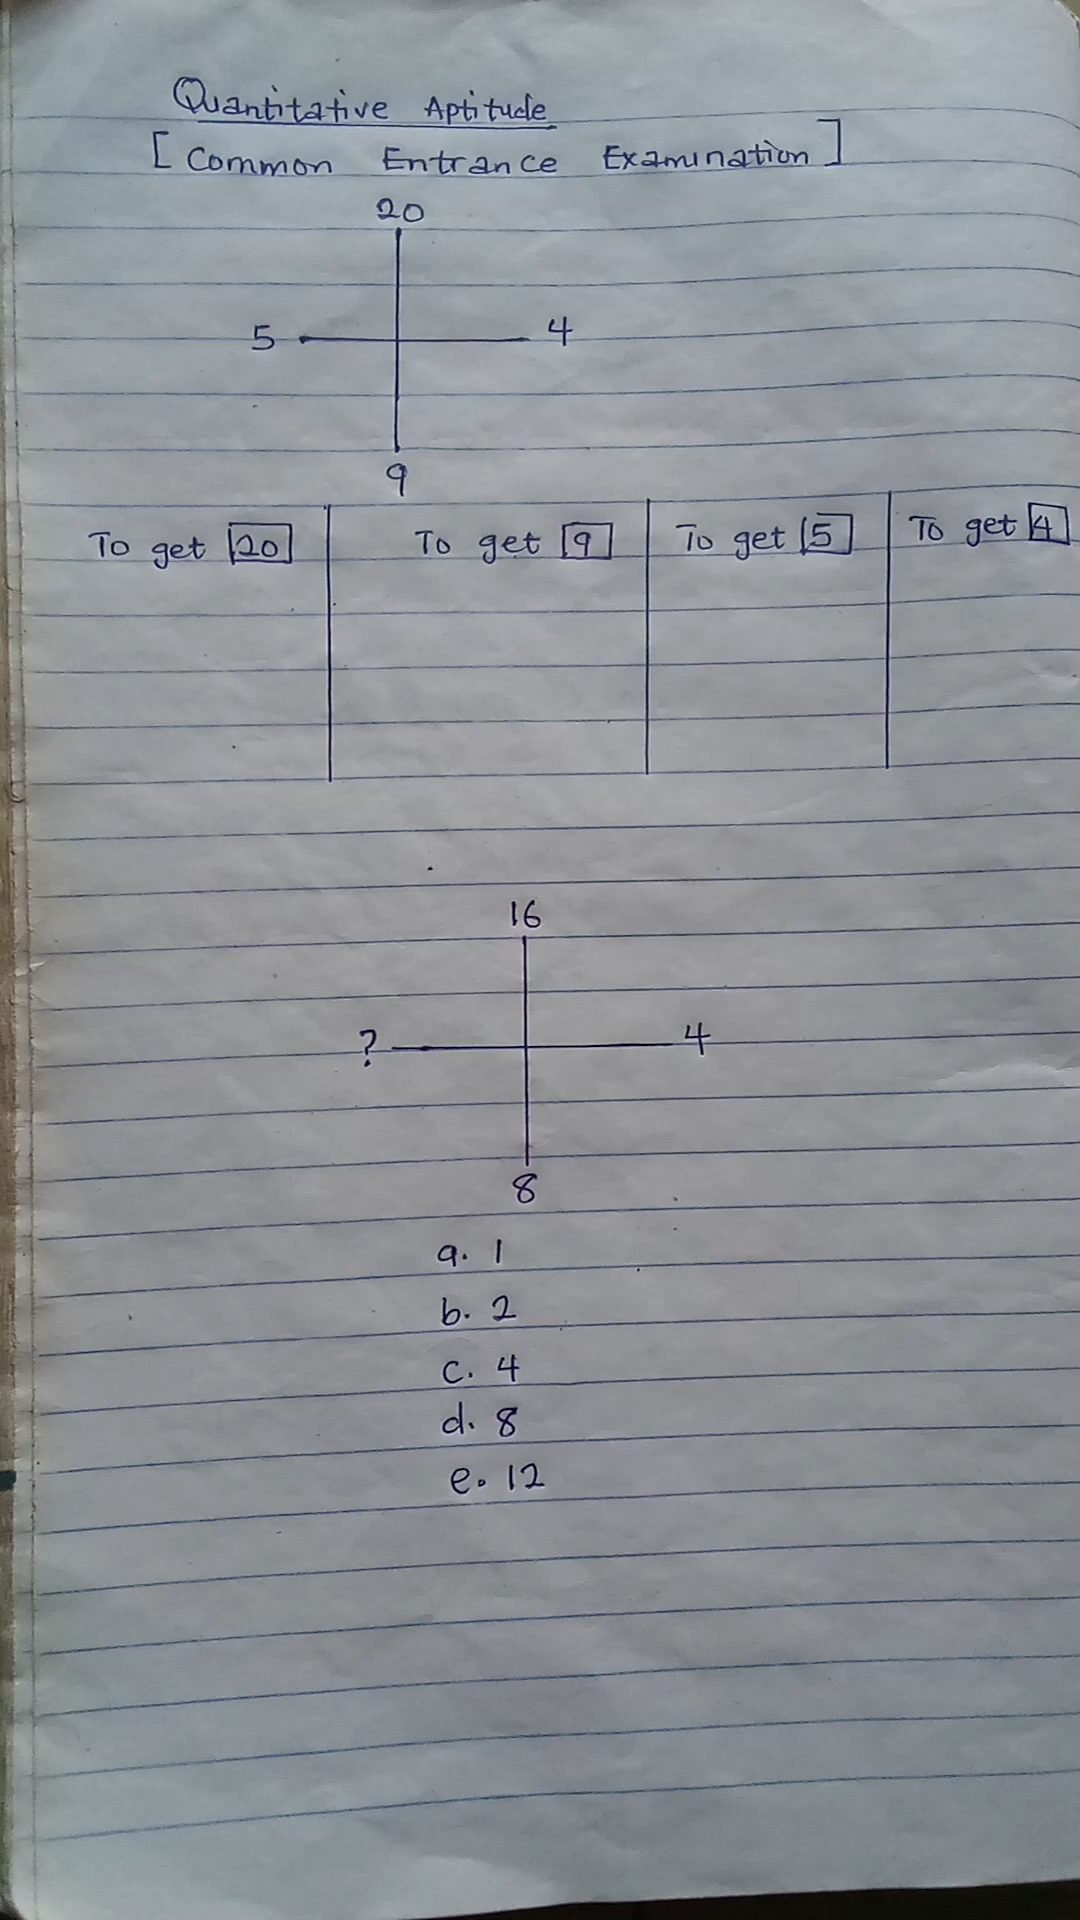 Quantitative Aptitude
[Common Entrance Examination]
20
5 4
9
To get 20 To get 9 To get 5 To get 4
16
? 4
8
a. 1
b. 2
c. 4
d. 8
e. 12